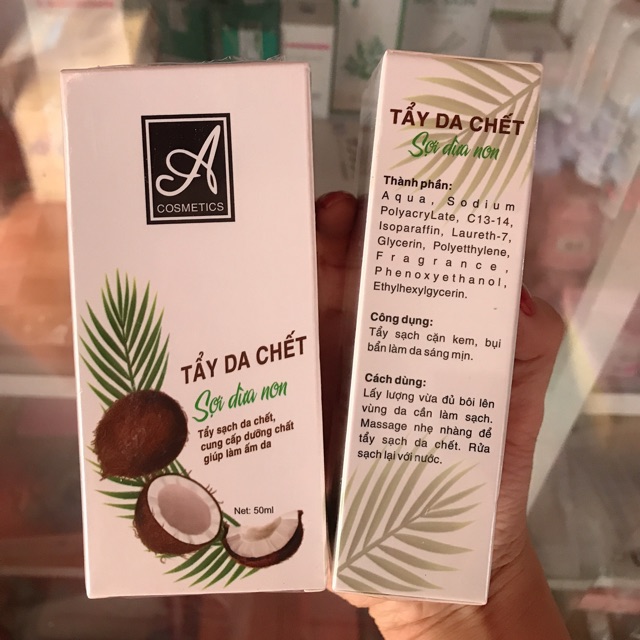 A
COSMETICS
TẨY DA CHẾT
Sợi dừa non
Tẩy sạch da chết,
cung cấp dưỡng chất
giúp làm ấm da
Net: 50ml
TẨY DA CHẾT
Sợi dừa non
Thành phần:
Aqua, Sodium
PolyacryLate, C13-14,
Isoparaffin, Laureth-7,
Glycerin, Polyetthylene,
Fragrance,
Phenoxyethanol,
Ethylhexylgycerin.
Công dụng:
Tẩy sạch cặn kem, bụi
bẩn làm da sáng mịn.
Cách dùng:
Lấy lượng vừa đủ bôi lên
vùng da cần làm sạch.
Massage nhẹ nhàng để
tẩy sạch da chết. Rửa
sạch lại với nước.